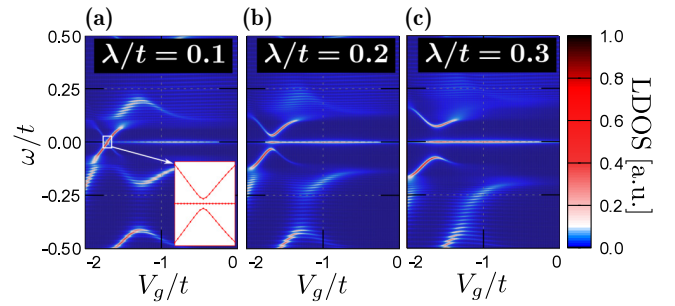 (a) (b) (c)
λ/t = 0.1 λ/t = 0.2 λ/t = 0.3
0.50 1.0
0.25 0.8
0.6
0.00
0.4
-0.25
0.2
-0.50 0.0
ω/t
LDOS [a.u.]
-2 -1 -2 -1 -2 -1 0
V_g/t V_g/t V_g/t